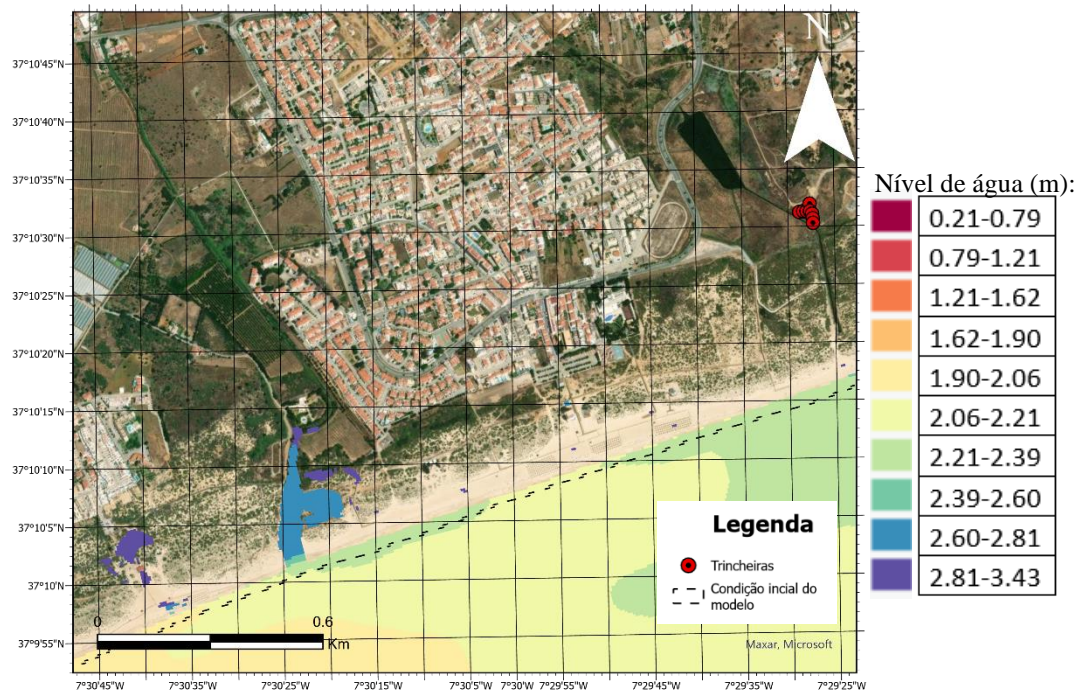 N
37°10'45"N
37°10'40"N
37°10'35"N
37°10'30"N
37°10'25"N
37°10'20"N
37°10'15"N
37°10'10"N
37°10'5"N
37°10'N
37°9'55"N
7°30'45"W
7°30'35"W
7°30'25"W
7°30'15"W
7°30'5"W
7°29'55"W
7°29'45"W
7°29'35"W
7°29'25"W
0
0.6
Km
Legenda
Trincheiras
Condição incial do
modelo
Maxar, Microsoft
Nível de água (m):
0.21-0.79
0.79-1.21
1.21-1.62
1.62-1.90
1.90-2.06
2.06-2.21
2.21-2.39
2.39-2.60
2.60-2.81
2.81-3.43